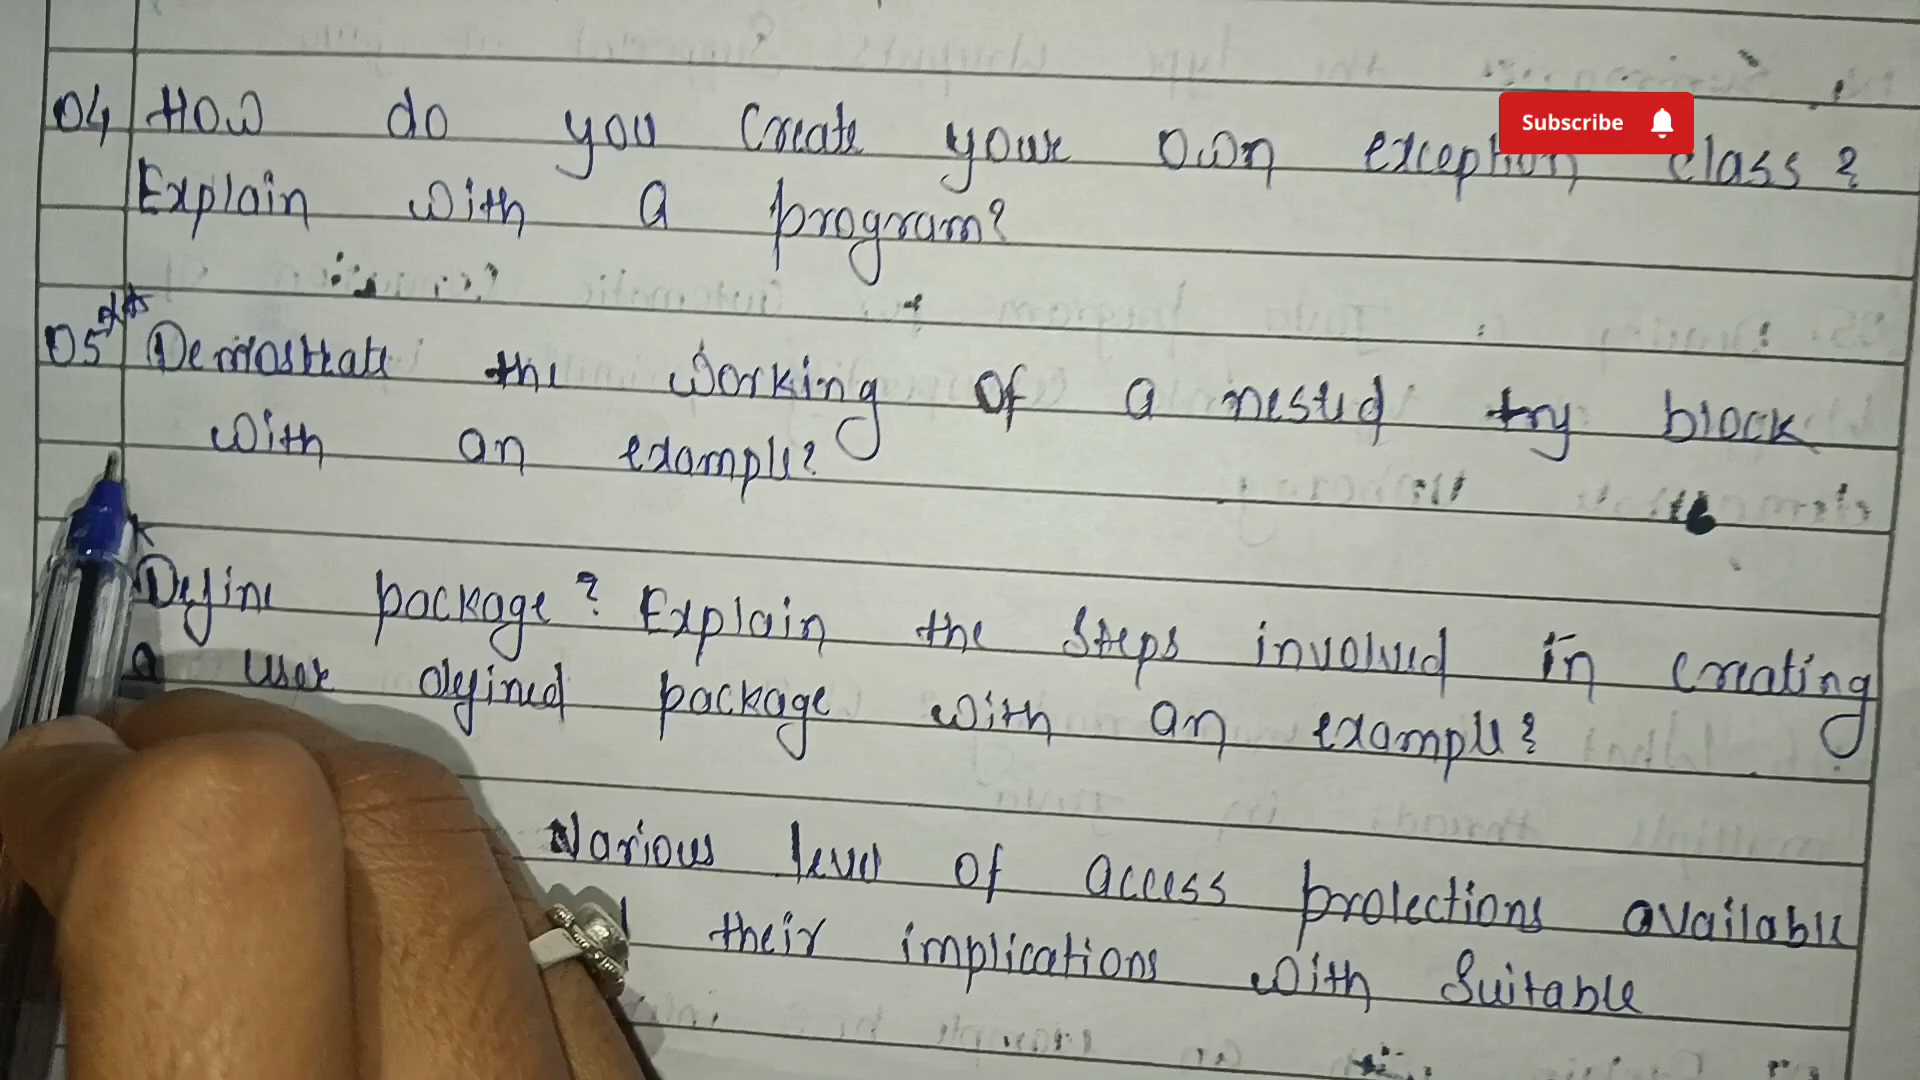 04 How do you create your own exception class?
Subscribe
Explain with a program?
05 Demostrate the working of a nested try block
with an example?
Define package? Explain the steps involved in creating
a user defined package with an example?
Various level of access protections available
their implications with Suitable